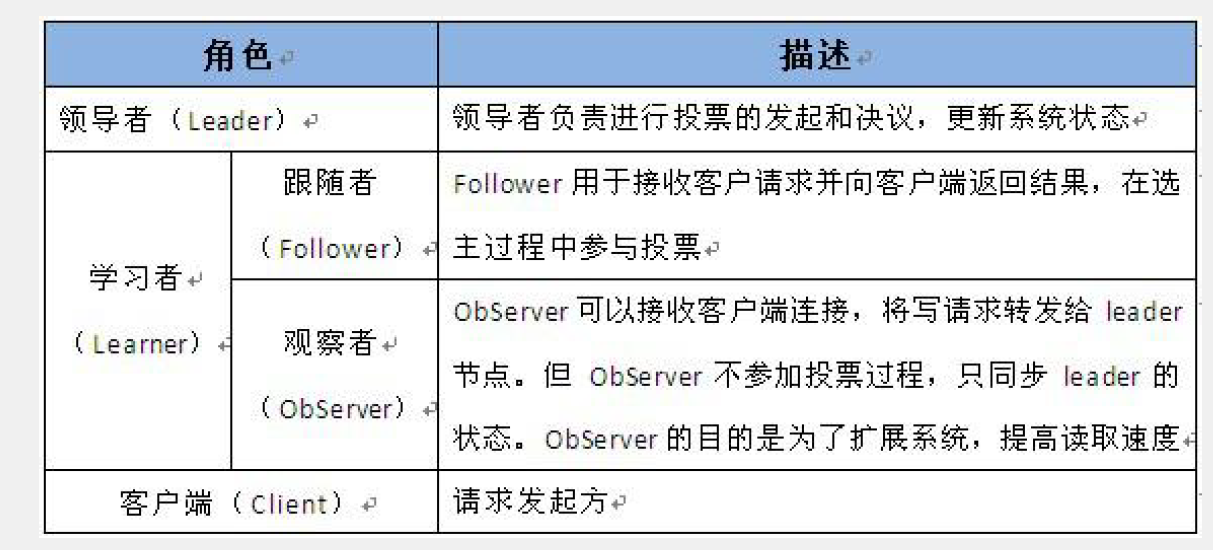 角色 描述
领导者（Leader） 领导者负责进行投票的发起和决议，更新系统状态
学习者
（Learner）
跟随者
（Follower）
Follower 用于接收客户请求并向客户端返回结果，在选
主过程中参与投票
观察者
（ObServer）
ObServer 可以接收客户端连接，将写请求转发给 leader
节点。但 ObServer 不参加投票过程，只同步 leader 的
状态。ObServer 的目的是为了扩展系统，提高读取速度
客户端（Client） 请求发起方